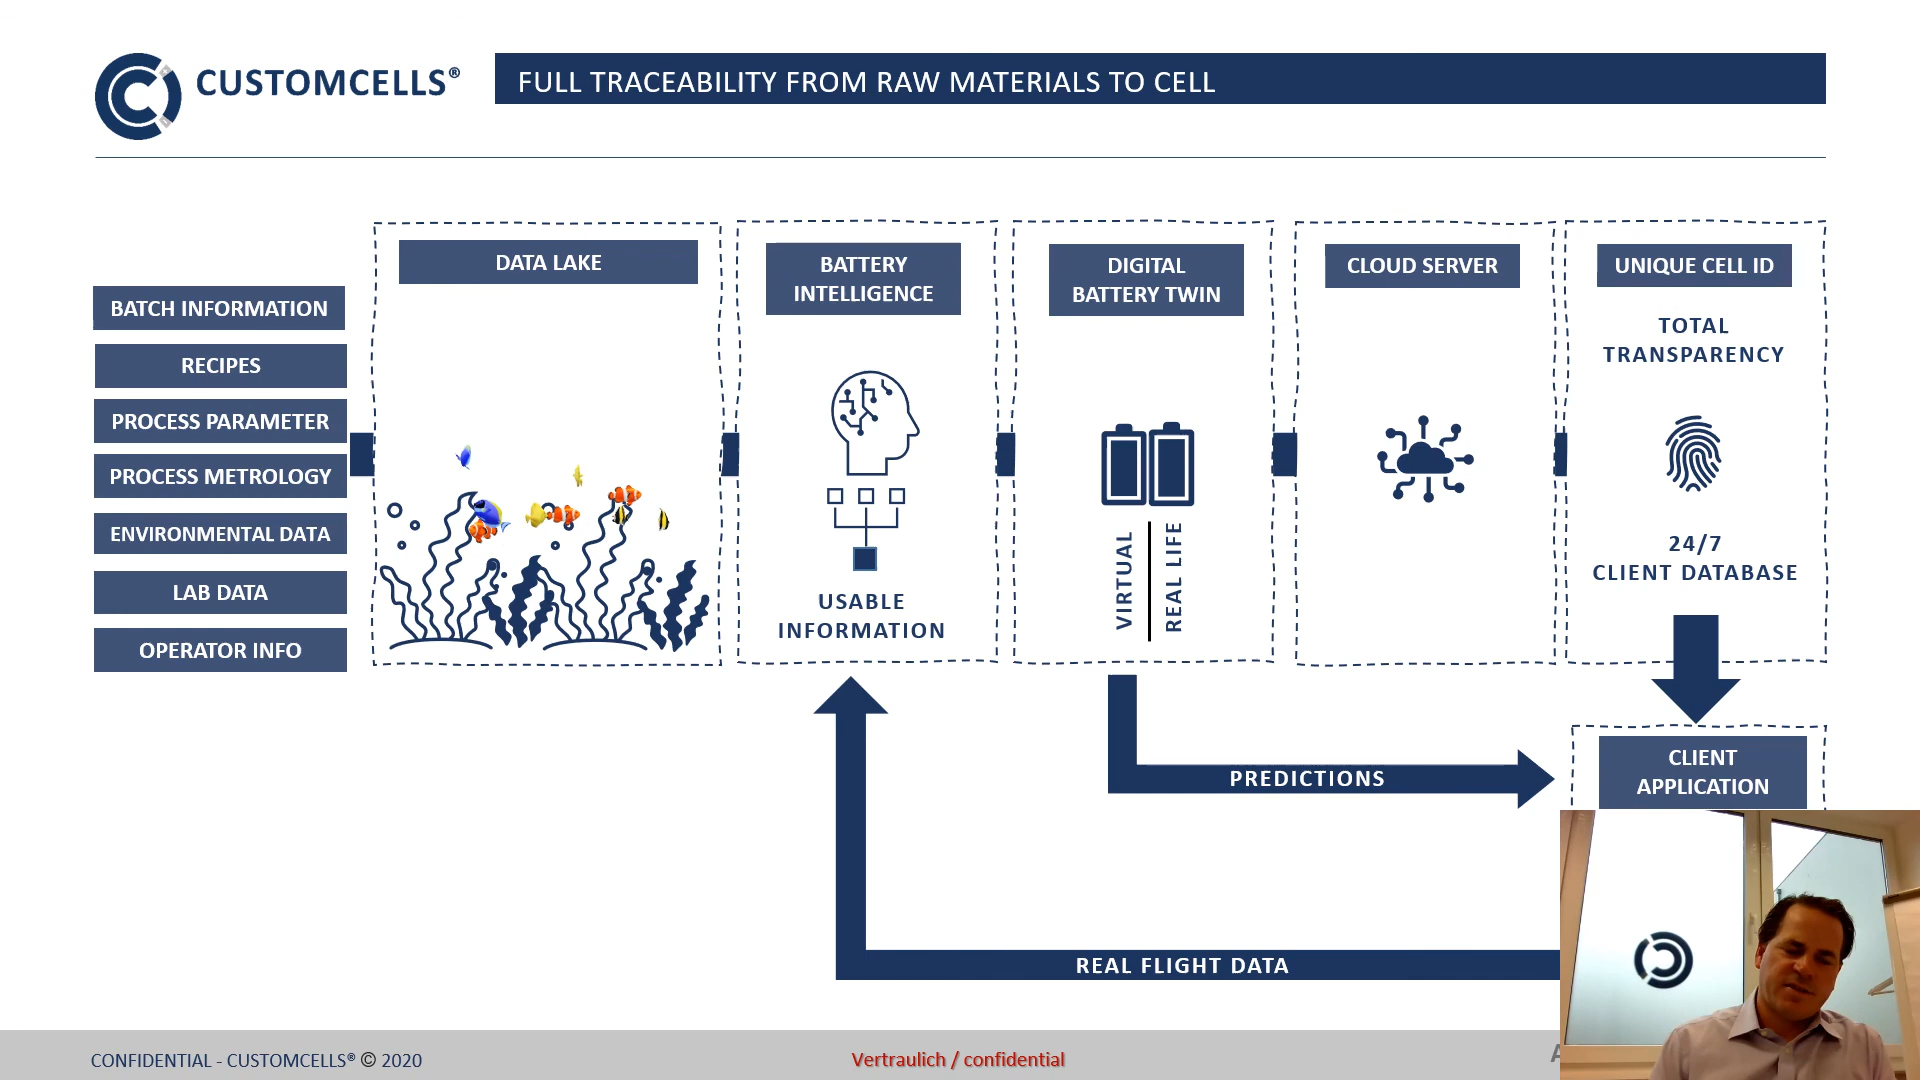 CUSTOMCELLS®
FULL TRACEABILITY FROM RAW MATERIALS TO CELL
BATCH INFORMATION
RECIPES
PROCESS PARAMETER
PROCESS METROLOGY
ENVIRONMENTAL DATA
LAB DATA
OPERATOR INFO
DATA LAKE
BATTERY
INTELLIGENCE
USABLE
INFORMATION
DIGITAL
BATTERY TWIN
VIRTUAL
REAL LIFE
CLOUD SERVER
UNIQUE CELL ID
TOTAL
TRANSPARENCY
24/7
CLIENT DATABASE
CLIENT
APPLICATION
PREDICTIONS
REAL FLIGHT DATA
CONFIDENTIAL - CUSTOMCELLS® © 2020
Vertraulich / confidential